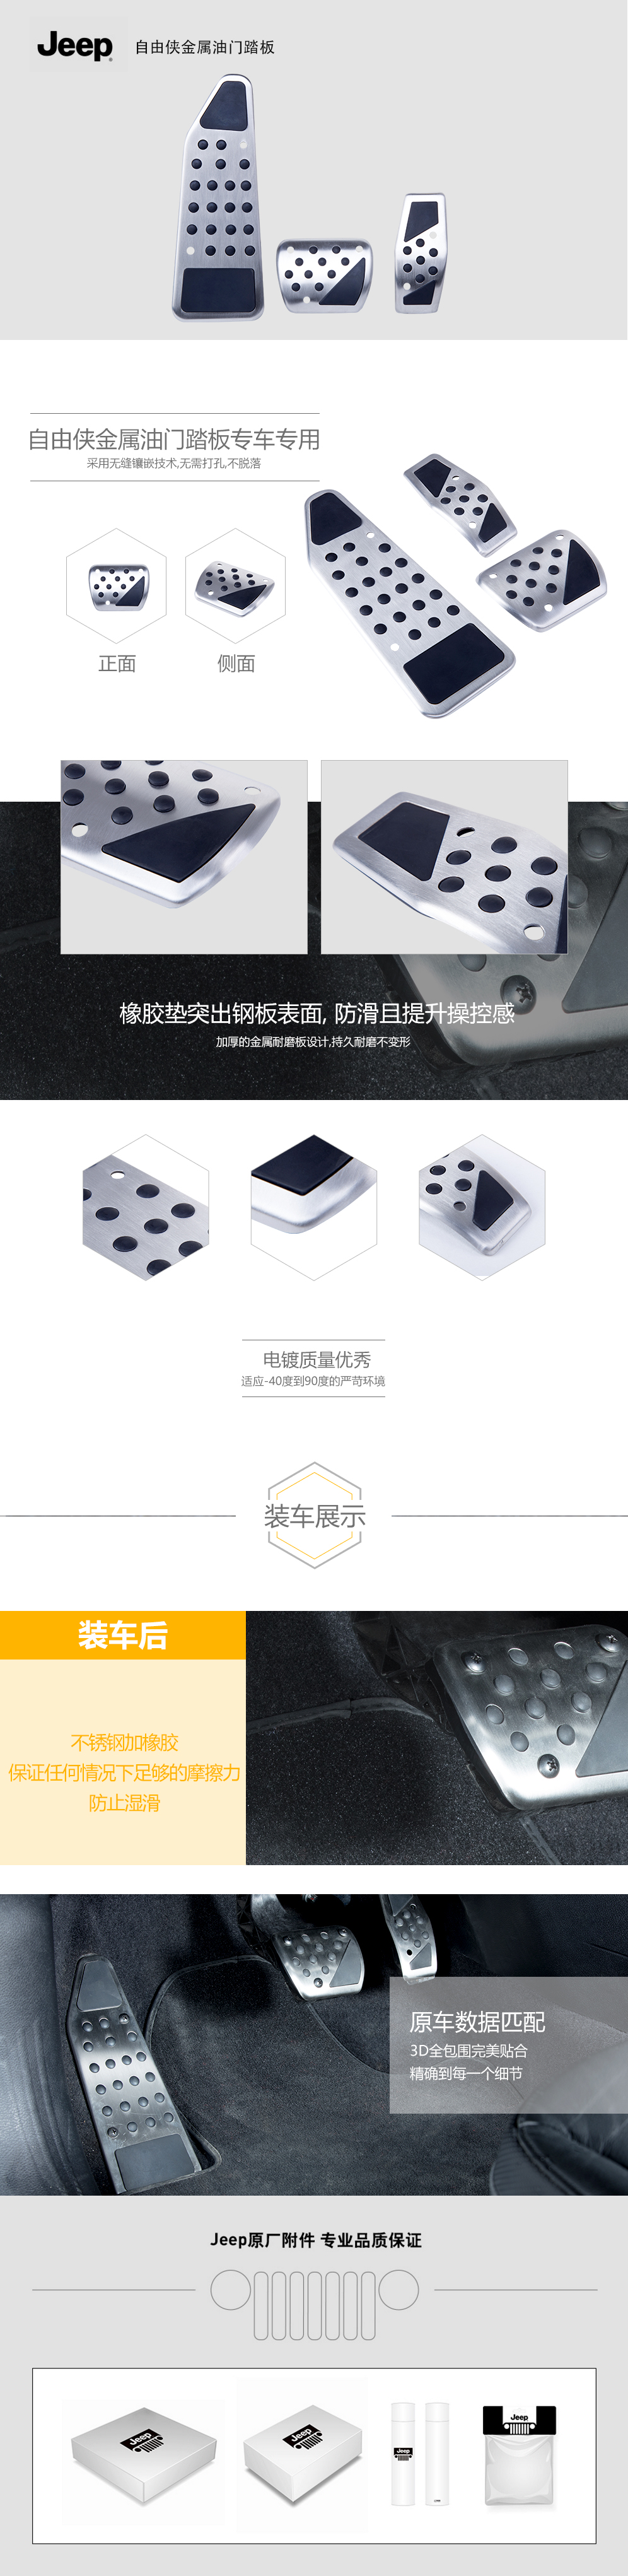 Jeep
自由侠金属油门踏板
自由侠金属油门踏板专车专用
采用无缝镶嵌技术,无需打孔,不脱落
正面
侧面
橡胶垫突出钢板表面, 防滑且提升操控感
加厚的金属耐磨板设计,持久耐磨不变形
电镀质量优秀
适应-40度到90度的严苛环境
装车展示
装车后
不锈钢加橡胶
保证任何情况下足够的摩擦力
防止湿滑
原车数据匹配
3D全包围完美贴合
精确到每一个细节
Jeep原厂附件 专业品质保证
Jeep
Jeep
Jeep
Jeep